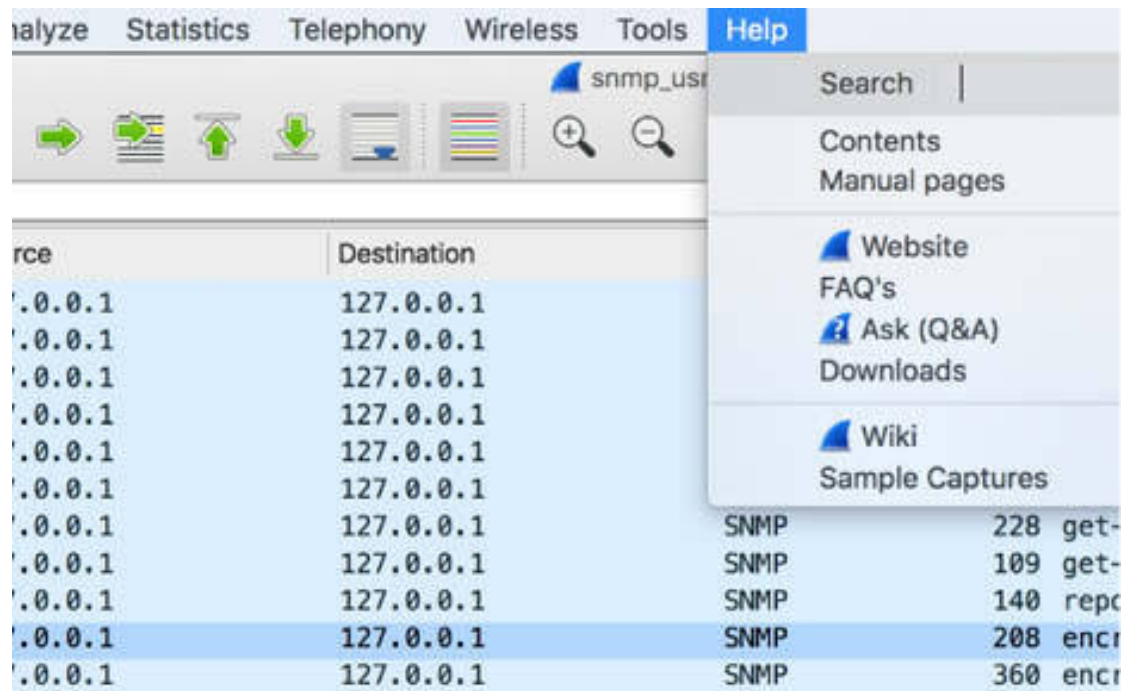 nalyze Statistics Telephony Wireless Tools Help
snmp_usr
Search
Contents
Manual pages
Website
FAQ's
Ask (Q&A)
Downloads
Wiki
Sample Captures
rce Destination
.0.0.1 127.0.0.1
.0.0.1 127.0.0.1
.0.0.1 127.0.0.1
.0.0.1 127.0.0.1
.0.0.1 127.0.0.1
.0.0.1 127.0.0.1
.0.0.1 127.0.0.1 SNMP 228 get-
.0.0.1 127.0.0.1 SNMP 109 get-
.0.0.1 127.0.0.1 SNMP 140 repo
.0.0.1 127.0.0.1 SNMP 208 encr
.0.0.1 127.0.0.1 SNMP 360 encr